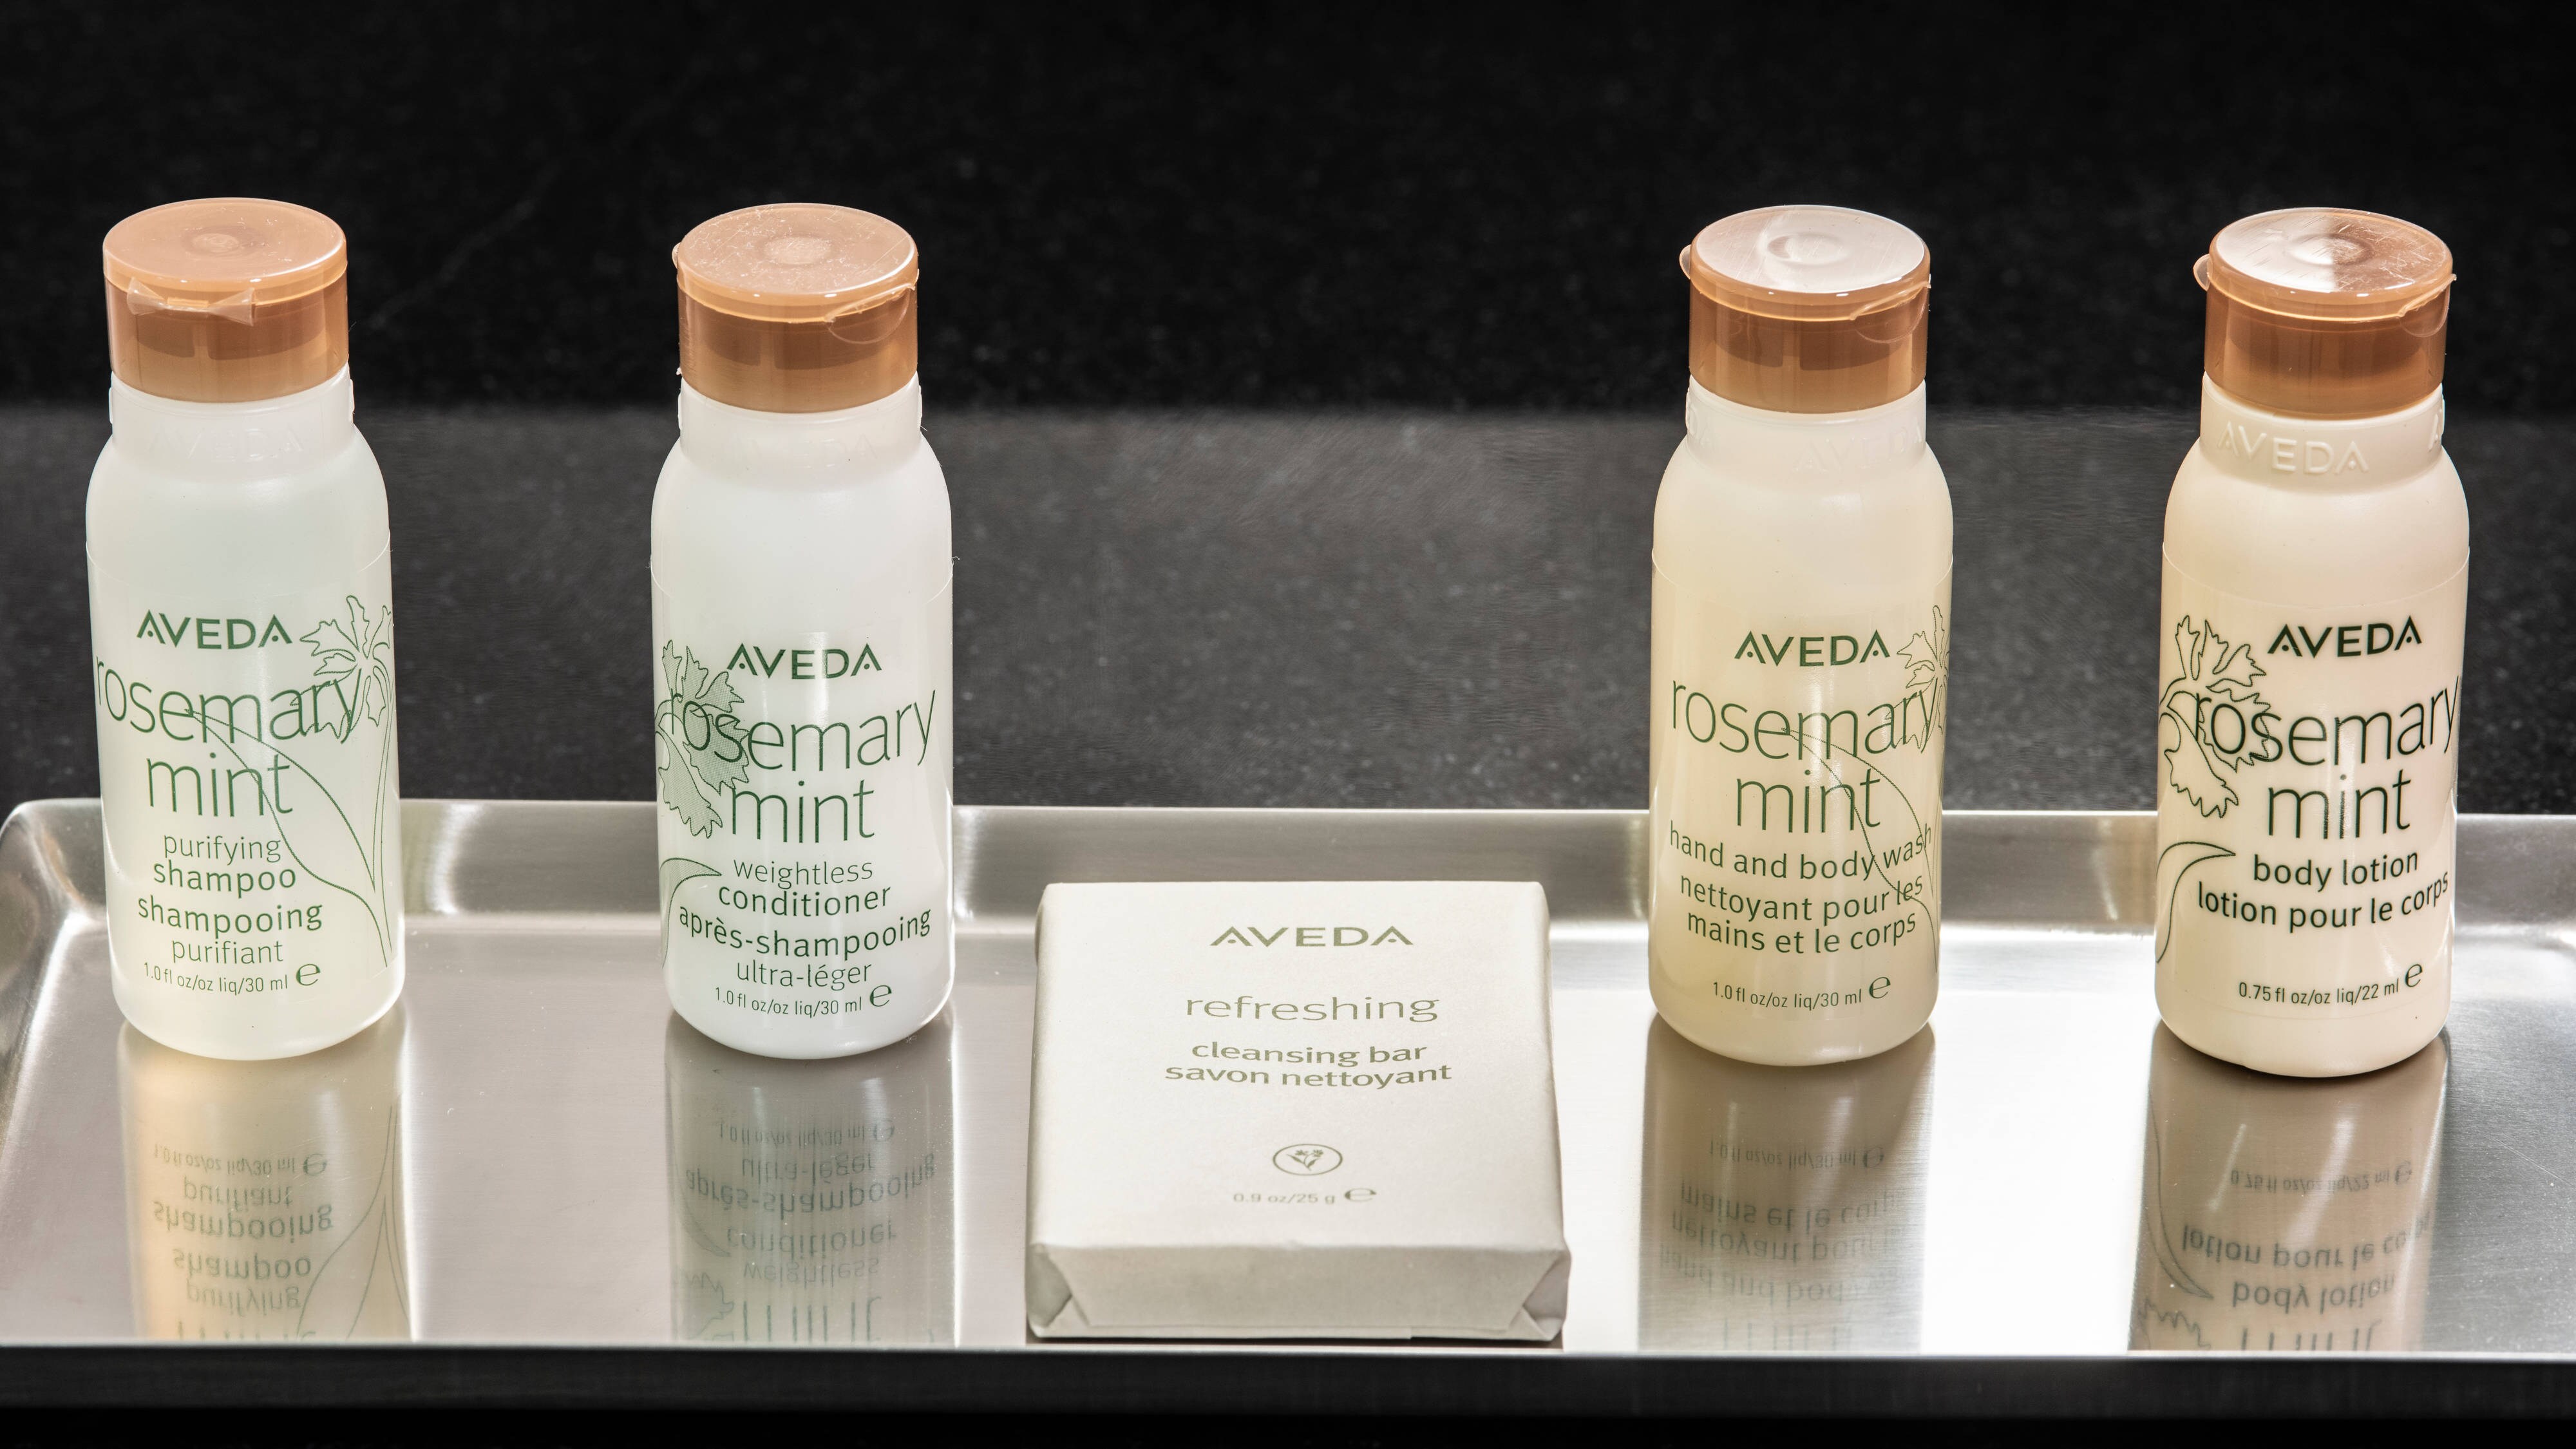 AVEDA
AVEDA
rosemary
mint
purifying
shampoo
shampooing
purifiant
1.0 fl oz/oz liq/30 ml e
AVEDA
AVEDA
rosemary
mint
weightless
conditioner
après-shampooing
ultra-léger
1.0 fl oz/oz liq/30 ml e
AVEDA
refreshing
cleansing bar
savon nettoyant
0.9 oz/25 g e
AVEDA
AVEDA
rosemary
mint
hand and body wash
nettoyant pour les
mains et le corps
1.0 fl oz/oz liq/30 ml e
AVEDA
AVEDA
rosemary
mint
body lotion
lotion pour le corps
0.75 fl oz/oz liq/22 ml e